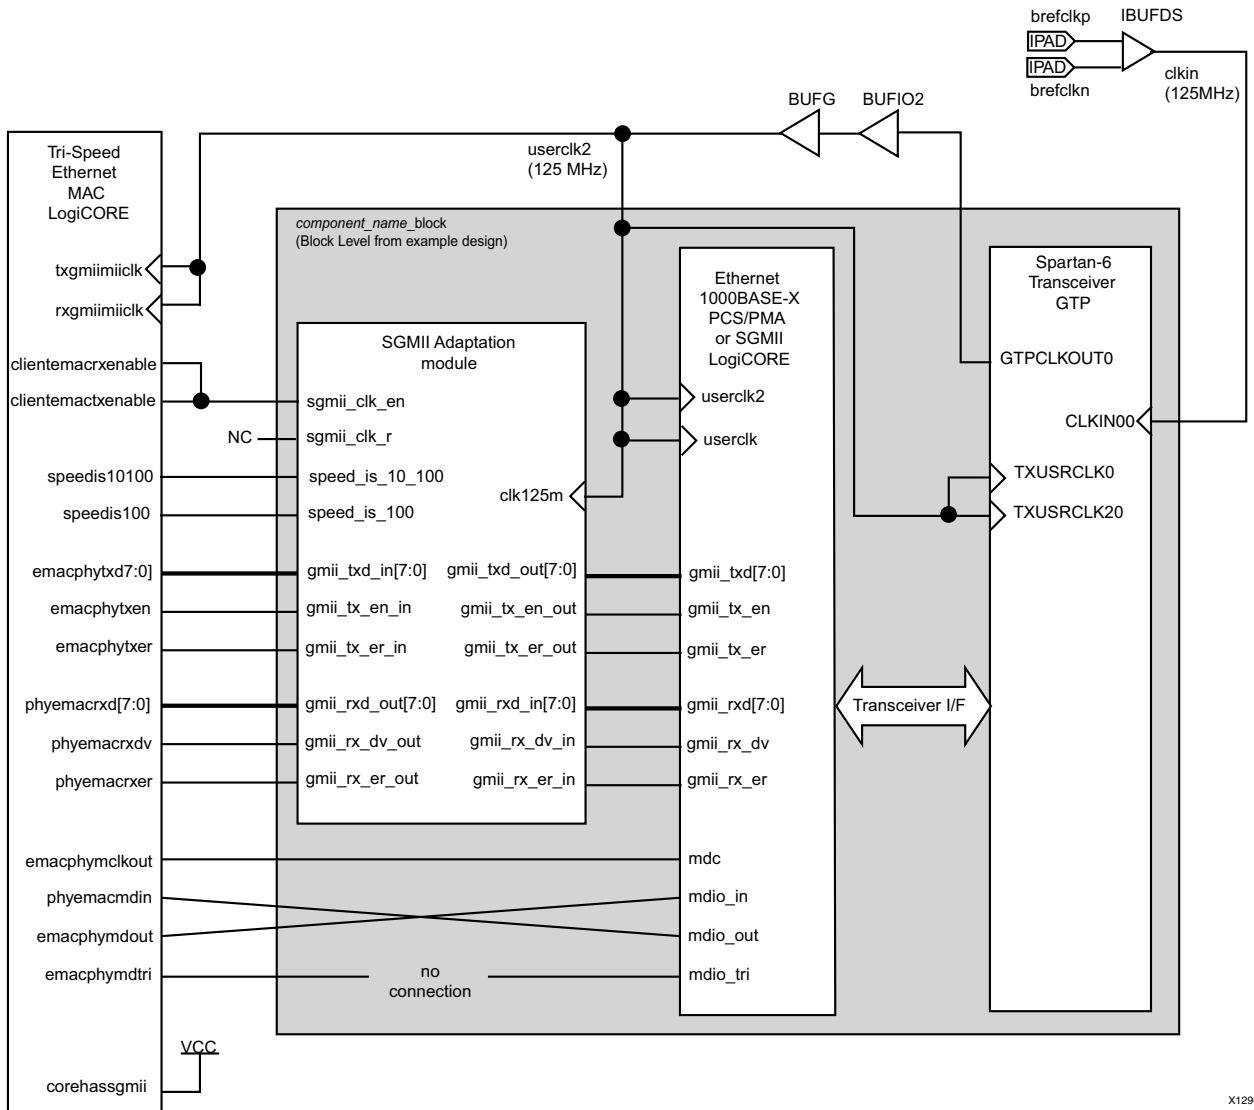 brefclkp
IBUFDS
IPAD
IPAD
brefclkn
clkin
(125MHz)
BUFG
BUFIO2
userclk2
(125 MHz)
Tri-Speed
Ethernet
MAC
LogiCORE
txgmiimiiclk
rxgmiimiiclk
clientemacrxenable
clientemactxenable
speedis10100
speedis100
emacphytxd7:0]
emacphytxen
emacphytxer
phyemacrxd[7:0]
phyemacrxdv
phyemacrxer
emacphymclkout
phyemacmdin
emacphymdout
emacphymdtri
VCC
corehassgmii
component_name_block
(Block Level from example design)
SGMII Adaptation
module
sgmii_clk_en
NC
sgmii_clk_r
speed_is_10_100
speed_is_100
clk125m
gmii_txd_in[7:0]
gmii_txd_out[7:0]
gmii_tx_en_in
gmii_tx_en_out
gmii_tx_er_in
gmii_tx_er_out
gmii_rxd_out[7:0]
gmii_rxd_in[7:0]
gmii_rx_dv_out
gmii_rx_dv_in
gmii_rx_er_out
gmii_rx_er_in
no
connection
Ethernet
1000BASE-X
PCS/PMA
or SGMII
LogiCORE
userclk2
userclk
gmii_txd[7:0]
gmii_tx_en
gmii_tx_er
gmii_rxd[7:0]
gmii_rx_dv
gmii_rx_er
mdc
mdio_in
mdio_out
mdio_tri
Transceiver I/F
Spartan-6
Transceiver
GTP
GTPCLKOUT0
CLKIN00
TXUSRCLK0
TXUSRCLK20
X129